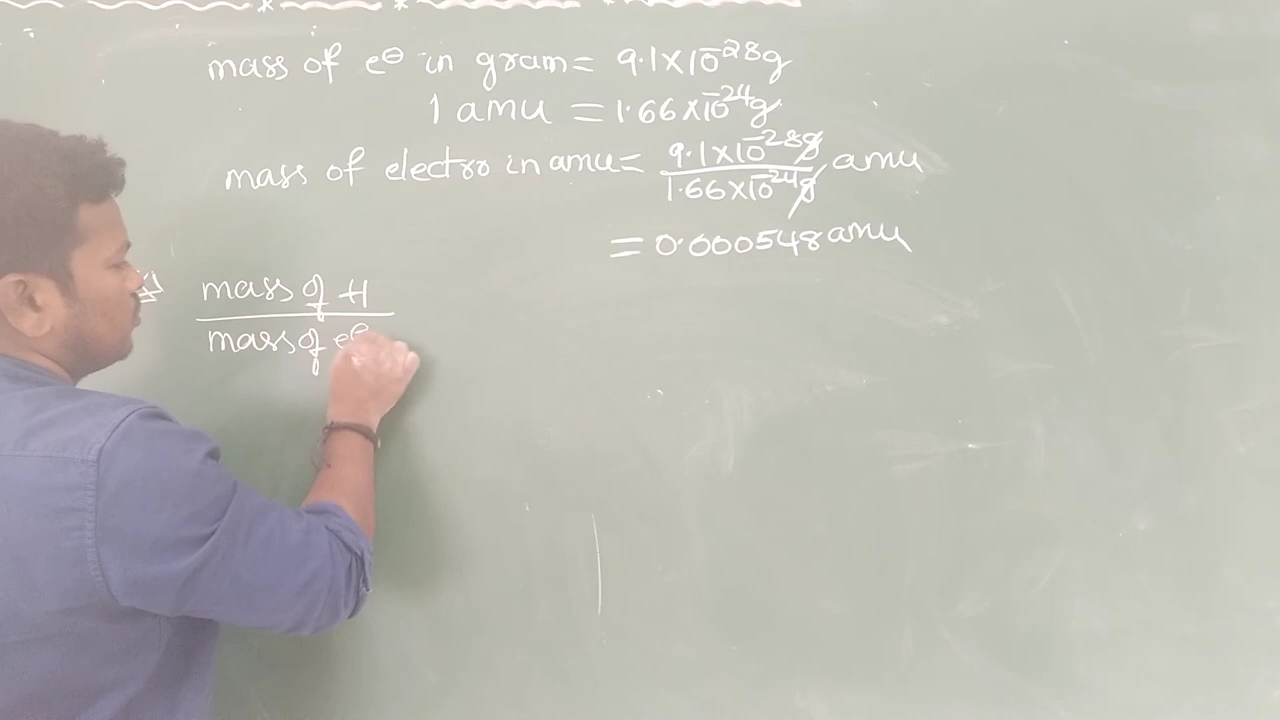 mass of e⊖ in gram = 9.1×10⁻²⁸g
1 amu = 1.66×10⁻²⁴g
mass of electro in amu = 9.1×10⁻²⁸g / 1.66×10⁻²⁴g amu
= 0.000548 amu
mass of H
mass of e⊖